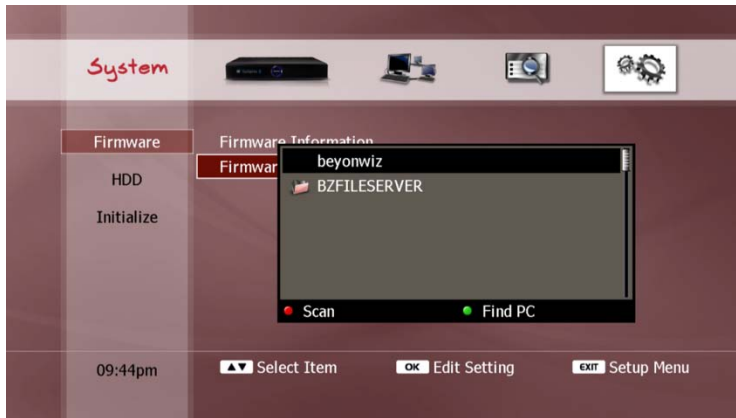 System
Firmware
HDD
Initialize
Firmware Information
Firmwar
beyonwiz
BZFILESERVER
Scan
Find PC
09:44pm
Select Item
OK Edit Setting
EXIT Setup Menu